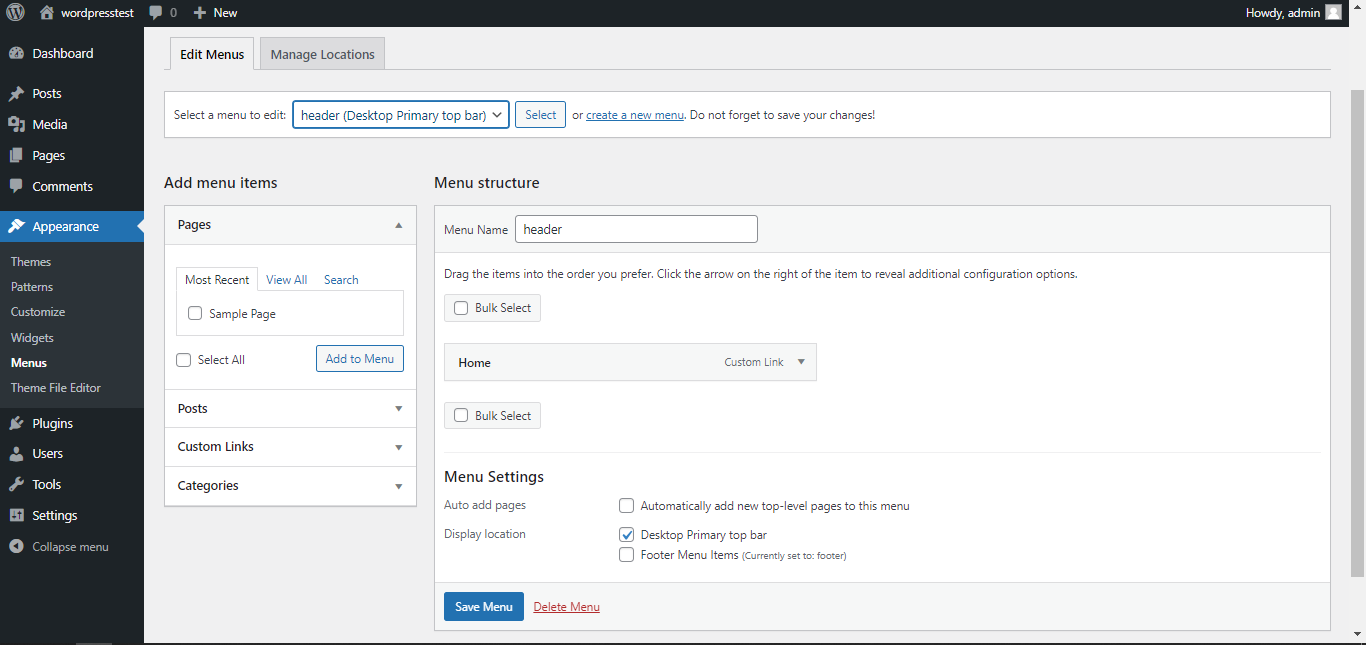 wordpresstest 0 New Howdy, admin
Dashboard
Posts
Media
Pages
Comments
Appearance
Themes
Patterns
Customize
Widgets
Menus
Theme File Editor
Plugins
Users
Tools
Settings
Collapse menu
Edit Menus Manage Locations
Select a menu to edit: header (Desktop Primary top bar) Select or create a new menu. Do not forget to save your changes!
Add menu items
Pages
Most Recent View All Search
Sample Page
Select All Add to Menu
Posts
Custom Links
Categories
Menu structure
Menu Name header
Drag the items into the order you prefer. Click the arrow on the right of the item to reveal additional configuration options.
Bulk Select
Home Custom Link
Bulk Select
Menu Settings
Auto add pages Automatically add new top-level pages to this menu
Display location Desktop Primary top bar
Footer Menu Items (Currently set to: footer)
Save Menu Delete Menu